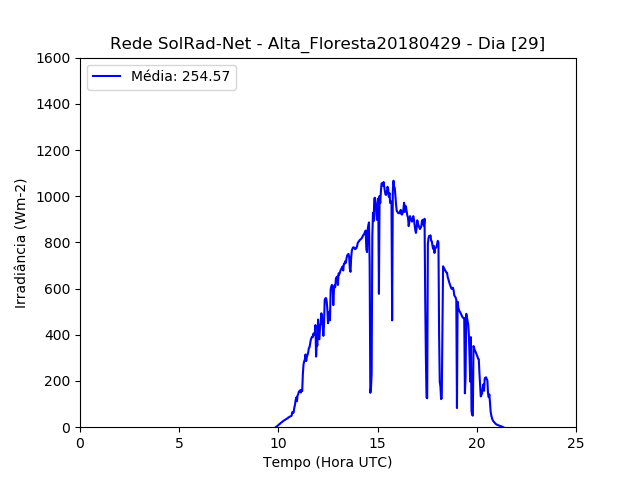 Rede SolRad-Net - Alta_Floresta20180429 - Dia [29]
Média: 254.57
1600
1400
1200
1000
800
600
400
200
0
Irradiância (Wm-2)
0 5 10 15 20 25
Tempo (Hora UTC)